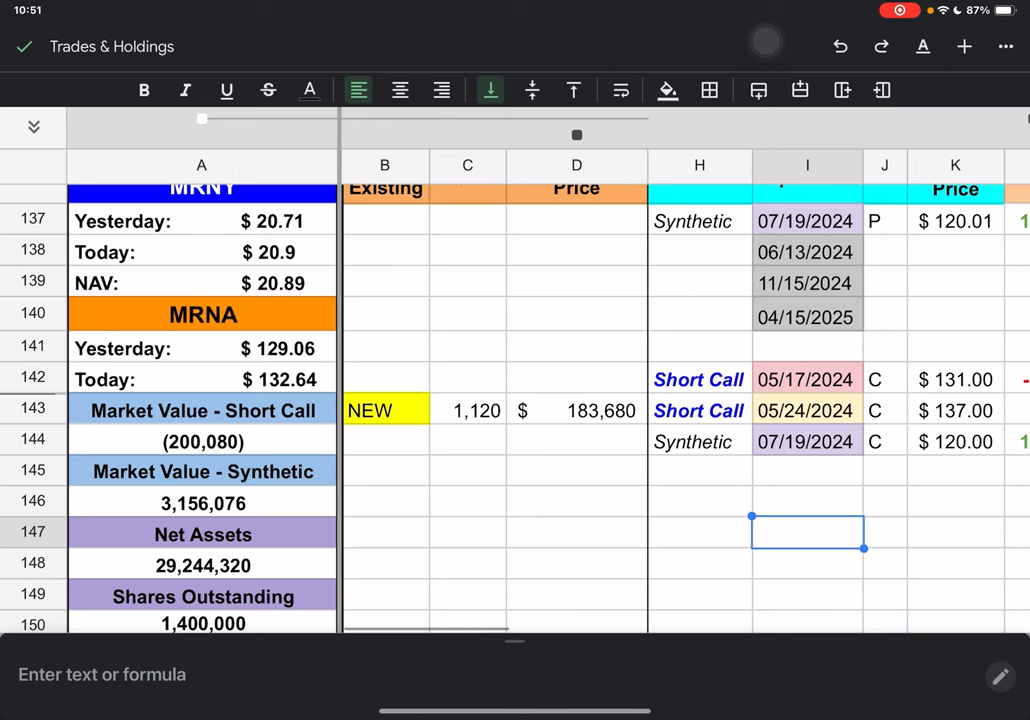 10:51 87%
Trades & Holdings
B I U S A
A B C D H I J K
MRNY Existing Price Price
137 Yesterday: $ 20.71 Synthetic 07/19/2024 P $ 120.01 1
138 Today: $ 20.9 06/13/2024
139 NAV: $ 20.89 11/15/2024
140 MRNA 04/15/2025
141 Yesterday: $ 129.06
142 Today: $ 132.64 Short Call 05/17/2024 C $ 131.00 -
143 Market Value - Short Call NEW 1,120 $ 183,680 Short Call 05/24/2024 C $ 137.00
144 (200,080) Synthetic 07/19/2024 C $ 120.00 1
145 Market Value - Synthetic
146 3,156,076
147 Net Assets
148 29,244,320
149 Shares Outstanding
150 1,400,000
Enter text or formula